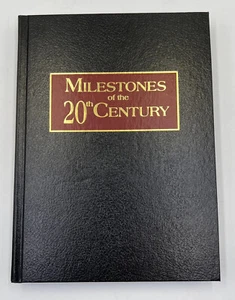 MILESTONES
of the
20th CENTURY